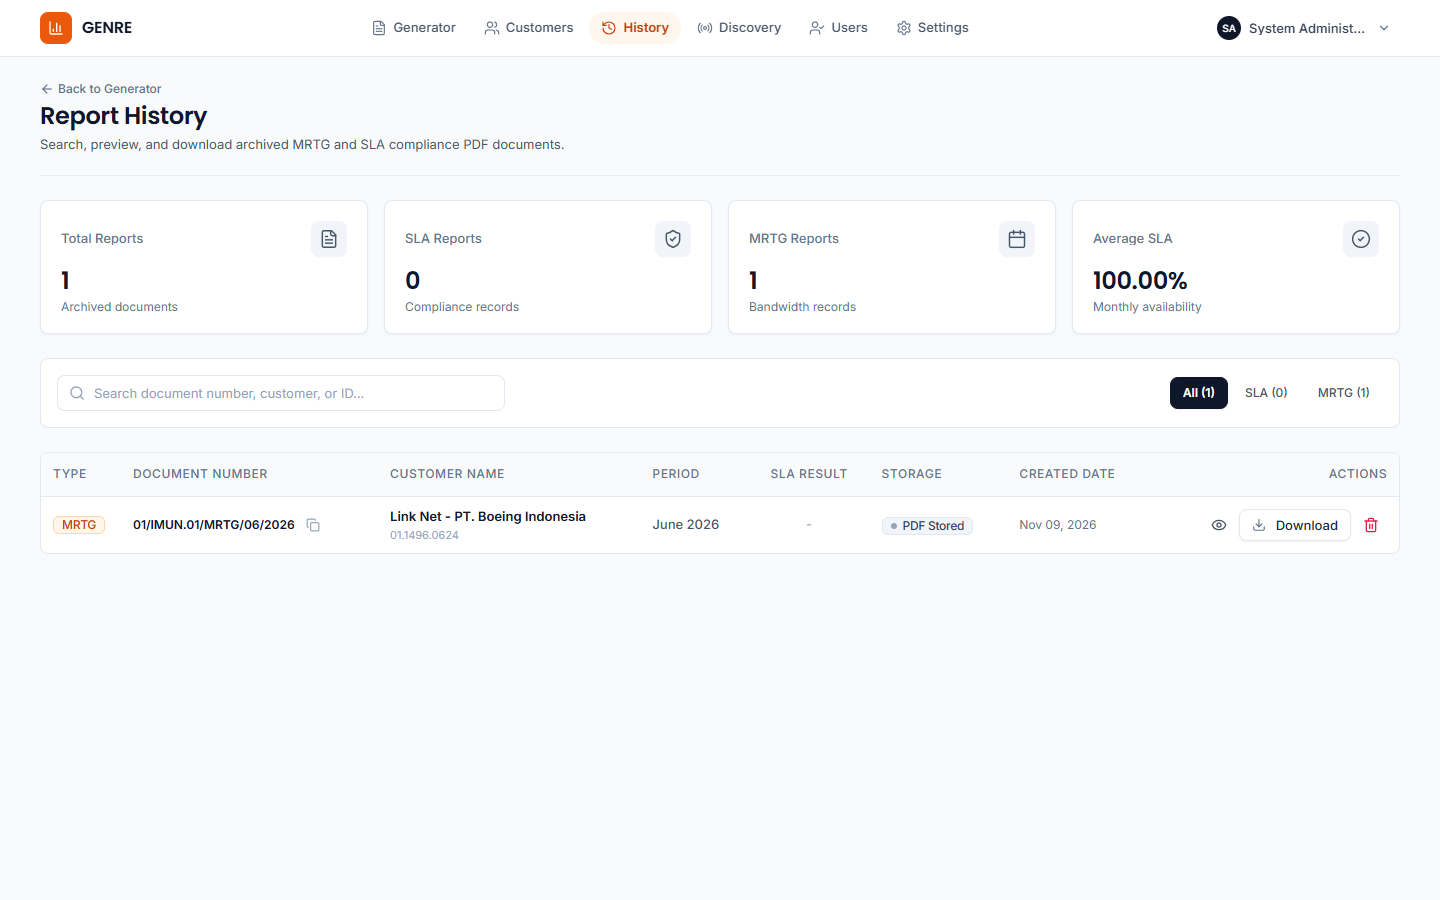 GENRE
Generator
Customers
History
Discovery
Users
Settings
SA
System Administ...
Back to Generator
Report History
Search, preview, and download archived MRTG and SLA compliance PDF documents.
Total Reports
1
Archived documents
SLA Reports
0
Compliance records
MRTG Reports
1
Bandwidth records
Average SLA
100.00%
Monthly availability
Search document number, customer, or ID...
All (1)
SLA (0)
MRTG (1)
TYPE
DOCUMENT NUMBER
CUSTOMER NAME
PERIOD
SLA RESULT
STORAGE
CREATED DATE
ACTIONS
MRTG
01/IMUN.01/MRTG/06/2026
Link Net - PT. Boeing Indonesia
01.1496.0624
June 2026
-
PDF Stored
Nov 09, 2026
Download